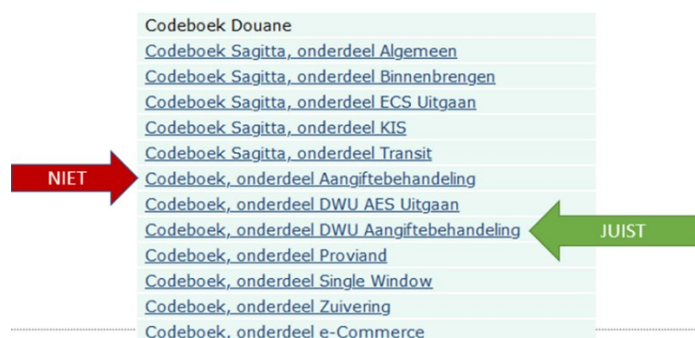 Codeboek Douane
Codeboek Sagitta, onderdeel Algemeen
Codeboek Sagitta, onderdeel Binnenbrengen
Codeboek Sagitta, onderdeel ECS Uitgaan
Codeboek Sagitta, onderdeel KIS
Codeboek Sagitta, onderdeel Transit
NIET
Codeboek, onderdeel Aangiftebehandeling
Codeboek, onderdeel DWU AES Uitgaan
Codeboek, onderdeel DWU Aangiftebehandeling
JUIST
Codeboek, onderdeel Proviand
Codeboek, onderdeel Single Window
Codeboek, onderdeel Zuivering
Codeboek, onderdeel e-Commerce